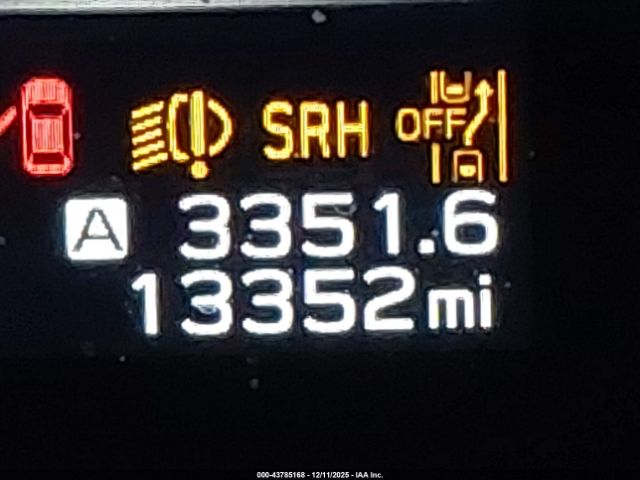 SRH
OFF
A 3351.6
13352mi
000-43785168 - 12/11/2025 - IAA Inc.